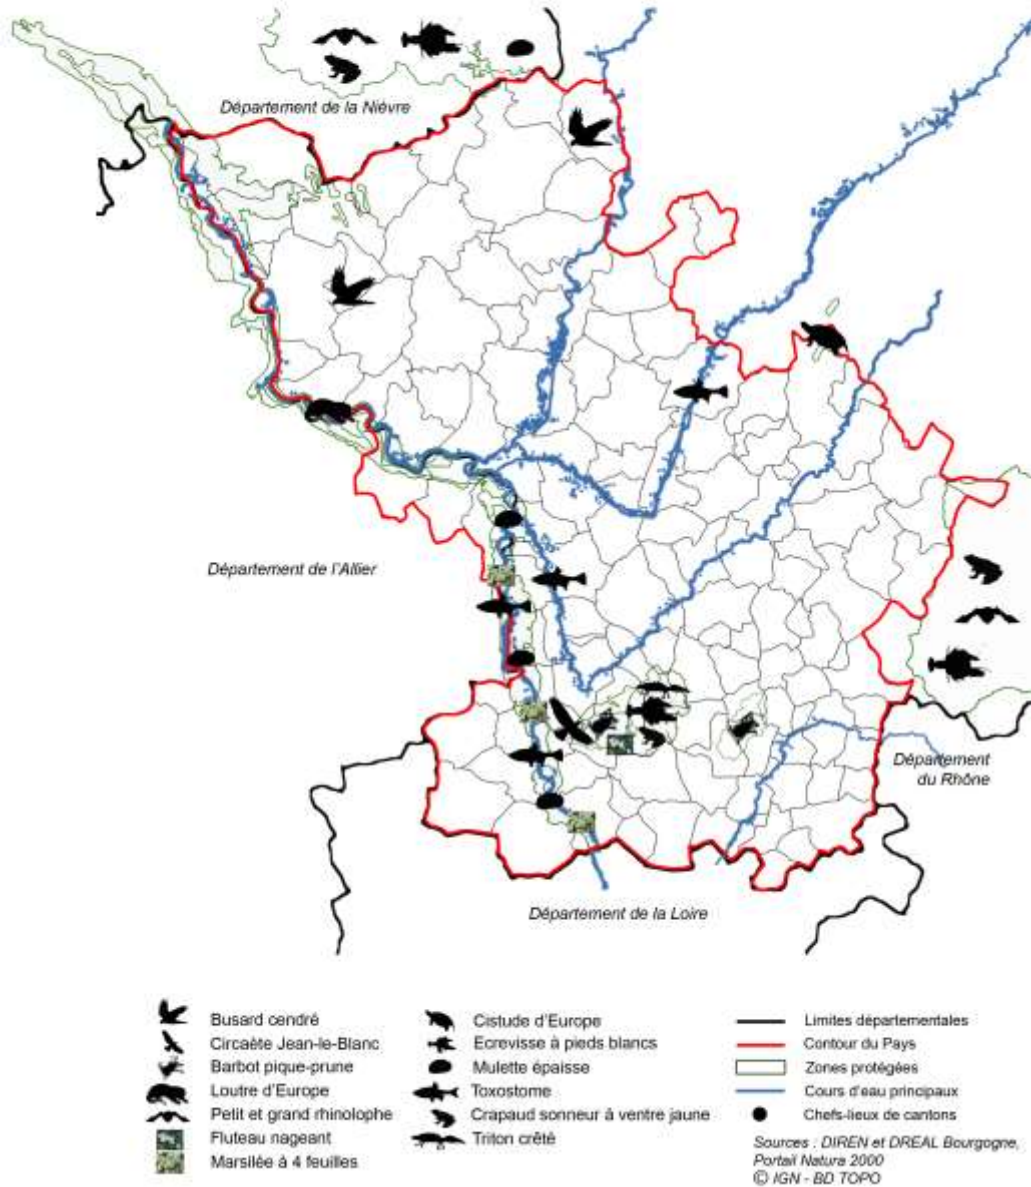 Département de la Nièvre
Département de l'Allier
Département
du Rhône
Département de la Loire
Busard cendré
Circaète Jean-le-Blanc
Barbot pique-prune
Loutre d'Europe
Petit et grand rhinolophe
Fluteau nageant
Marsilée à 4 feuilles
Cistude d'Europe
Ecrevisse à pieds blancs
Mulette épaisse
Toxostome
Crapaud sonneur à ventre jaune
Triton crêté
Limites départementales
Contour du Pays
Zones protégées
Cours d'eau principaux
Chefs-lieux de cantons
Sources : DIREN et DREAL Bourgogne,
Portail Natura 2000
© IGN - BD TOPO